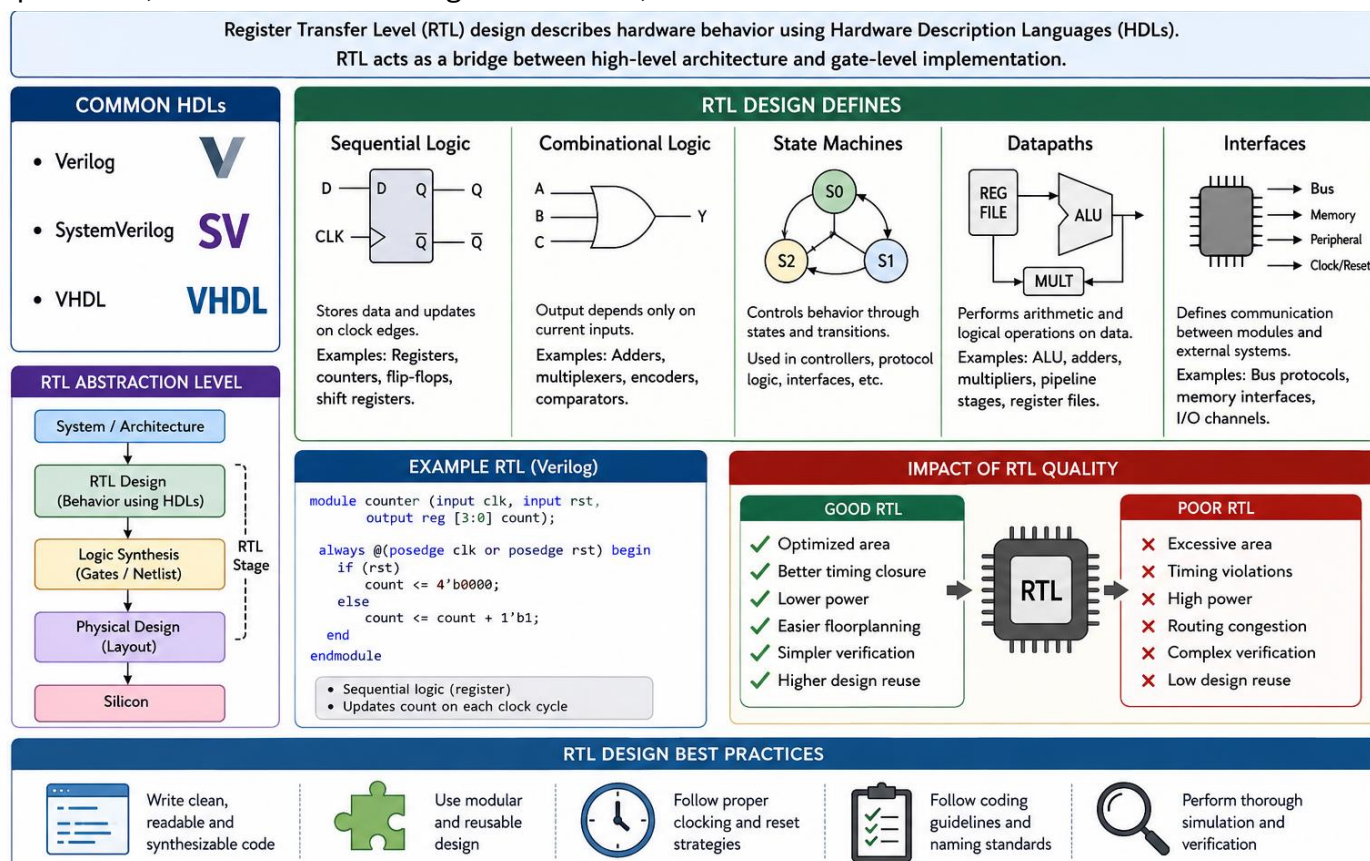 Register Transfer Level (RTL) design describes hardware behavior using Hardware Description Languages (HDLs).
RTL acts as a bridge between high-level architecture and gate-level implementation.
COMMON HDLs
• Verilog
V
• SystemVerilog
SV
• VHDL
VHDL
RTL DESIGN DEFINES
Sequential Logic
D
D
Q
Q
CLK
Q̅
Q̅
Stores data and updates
on clock edges.
Examples: Registers,
counters, flip-flops,
shift registers.
Combinational Logic
A
B
C
Y
Output depends only on
current inputs.
Examples: Adders,
multiplexers, encoders,
comparators.
State Machines
S0
S2
S1
Controls behavior through
states and transitions.
Used in controllers, protocol
logic, interfaces, etc.
Datapaths
REG
FILE
ALU
MULT
Performs arithmetic and
logical operations on data.
Examples: ALU, adders,
multipliers, pipeline
stages, register files.
Interfaces
Bus
Memory
Peripheral
Clock/Reset
Defines communication
between modules and
external systems.
Examples: Bus protocols,
memory interfaces,
I/O channels.
RTL ABSTRACTION LEVEL
System / Architecture
RTL Design
(Behavior using HDLs)
Logic Synthesis
(Gates / Netlist)
Physical Design
(Layout)
Silicon
RTL
Stage
EXAMPLE RTL (Verilog)
module counter (input clk, input rst,
output reg [3:0] count);
always @(posedge clk or posedge rst) begin
if (rst)
count <= 4'b0000;
else
count <= count + 1'b1;
end
endmodule
• Sequential logic (register)
• Updates count on each clock cycle
IMPACT OF RTL QUALITY
GOOD RTL
✓ Optimized area
✓ Better timing closure
✓ Lower power
✓ Easier floorplanning
✓ Simpler verification
✓ Higher design reuse
RTL
POOR RTL
✕ Excessive area
✕ Timing violations
✕ High power
✕ Routing congestion
✕ Complex verification
✕ Low design reuse
RTL DESIGN BEST PRACTICES
Write clean,
readable and
synthesizable code
Use modular
and reusable
design
Follow proper
clocking and reset
strategies
Follow coding
guidelines and
naming standards
Perform thorough
simulation and
verification